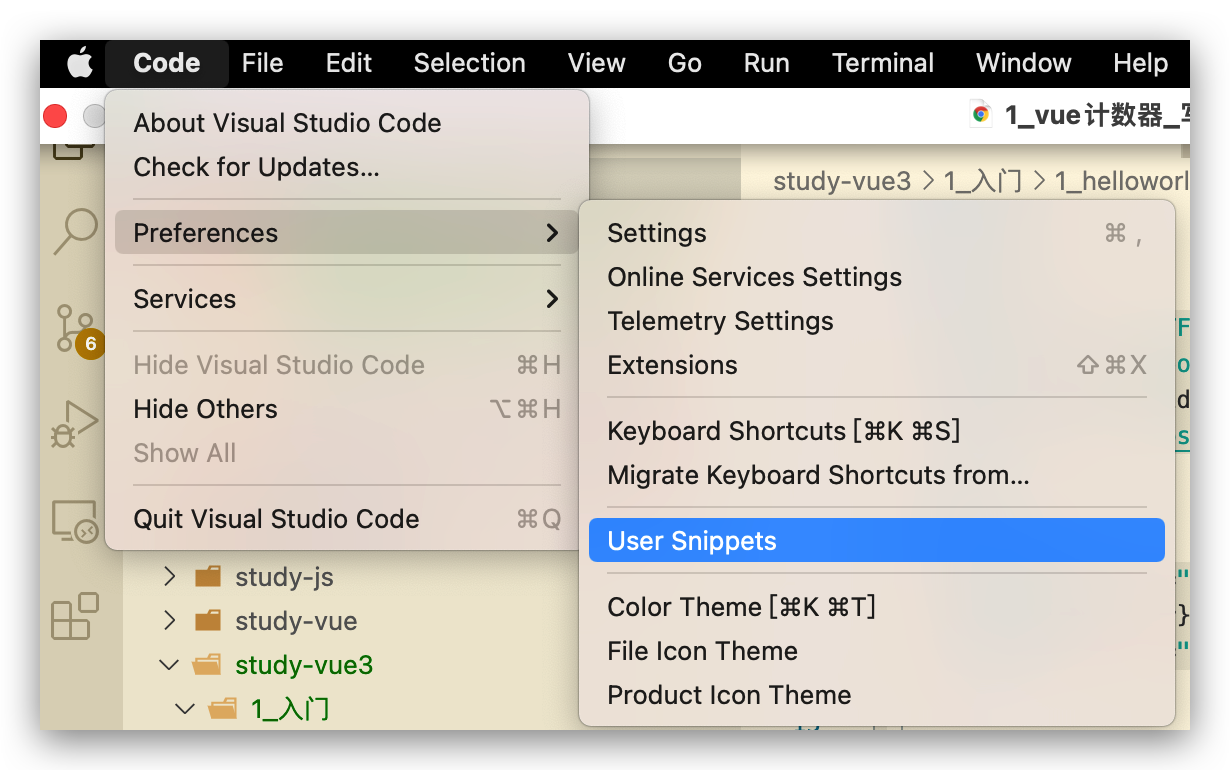 Code File Edit Selection View Go Run Terminal Window Help
1_vue计数器_
About Visual Studio Code
Check for Updates...
Preferences
Services
Hide Visual Studio Code ⌘H
Hide Others ⌥⌘H
Show All
Quit Visual Studio Code ⌘Q
study-vue3 > 1_入门 > 1_helloworl
Settings ⌘ ,
Online Services Settings
Telemetry Settings
Extensions ⇧⌘X
Keyboard Shortcuts [⌘K ⌘S]
Migrate Keyboard Shortcuts from...
User Snippets
Color Theme [⌘K ⌘T]
File Icon Theme
Product Icon Theme
6
study-js
study-vue
study-vue3
1_入门